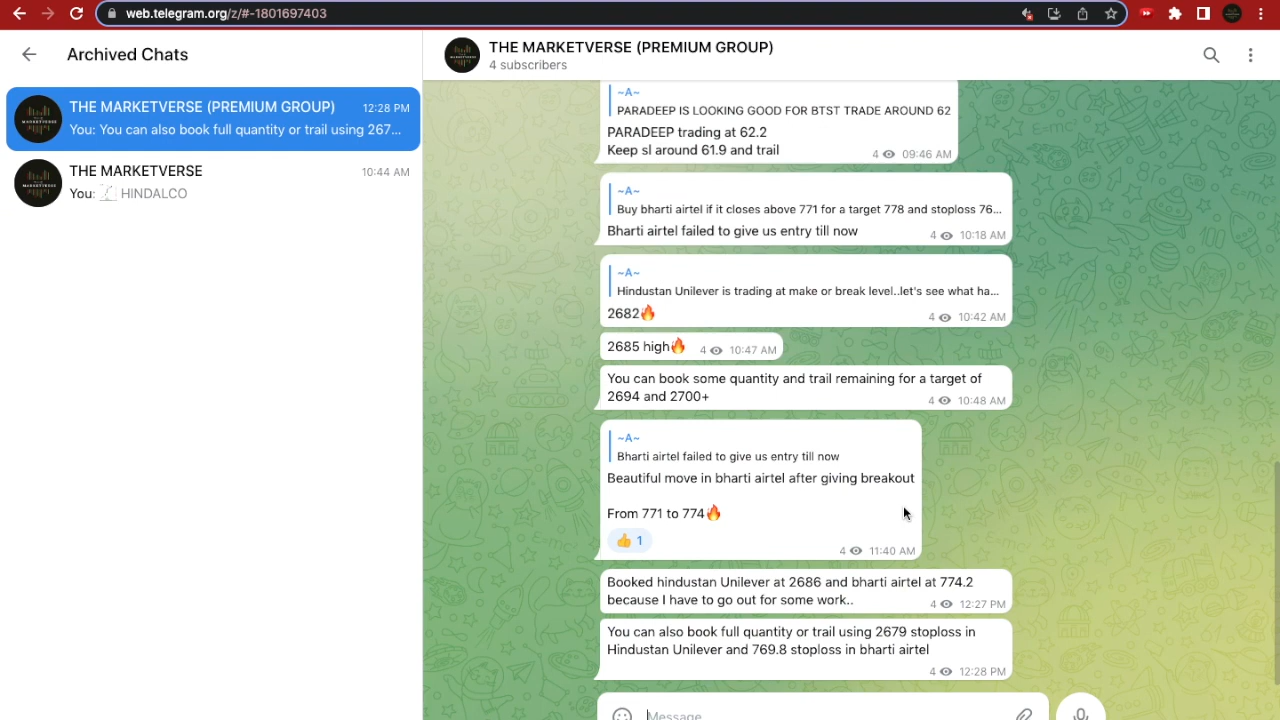 web.telegram.org/z/#-1801697403
Archived Chats
THE MARKETVERSE (PREMIUM GROUP)
12:28 PM
You: You can also book full quantity or trail using 267...
THE MARKETVERSE
10:44 AM
You: HINDALCO
THE MARKETVERSE (PREMIUM GROUP)
4 subscribers
~A~
PARADEEP IS LOOKING GOOD FOR BTST TRADE AROUND 62
PARADEEP trading at 62.2
Keep sl around 61.9 and trail
4 09:46 AM
~A~
Buy bharti airtel if it closes above 771 for a target 778 and stoploss 76...
Bharti airtel failed to give us entry till now
4 10:18 AM
~A~
Hindustan Unilever is trading at make or break level..let's see what ha...
2682🔥
4 10:42 AM
2685 high🔥
4 10:47 AM
You can book some quantity and trail remaining for a target of
2694 and 2700+
4 10:48 AM
~A~
Bharti airtel failed to give us entry till now
Beautiful move in bharti airtel after giving breakout
From 771 to 774🔥
👍 1
4 11:40 AM
Booked hindustan Unilever at 2686 and bharti airtel at 774.2
because I have to go out for some work..
4 12:27 PM
You can also book full quantity or trail using 2679 stoploss in
Hindustan Unilever and 769.8 stoploss in bharti airtel
4 12:28 PM
Message